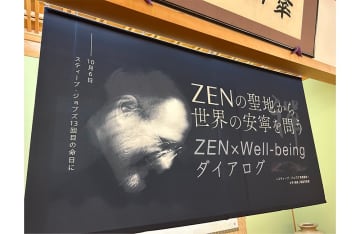 ZENの聖地から
世界の安寧を問う
ZEN×Well-being
ダイアログ
10月6日
スティーブ・ジョブズ13回目の命日に